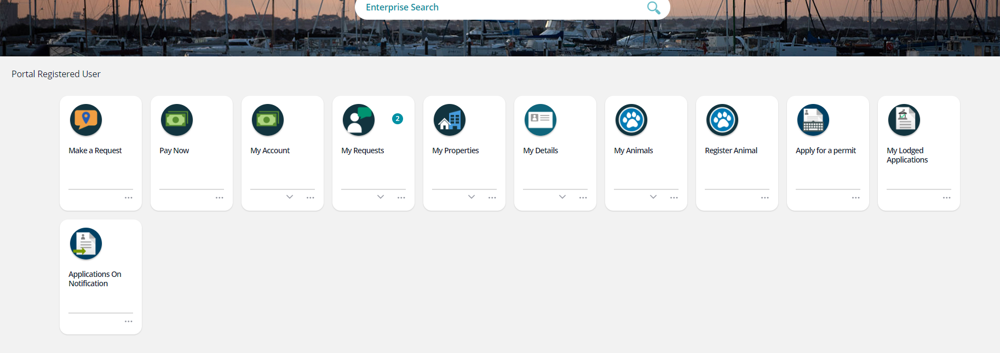 Enterprise Search
Portal Registered User
Make a Request
Pay Now
My Account
2
My Requests
My Properties
My Details
My Animals
Register Animal
Apply for a permit
My Lodged
Applications
Applications On
Notification